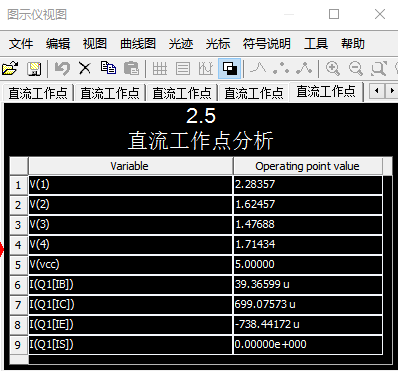 图示仪视图
文件 编辑 视图 曲线图 光迹 光标 符号说明 工具 帮助
直流工作点 直流工作点 直流工作点 直流工作点 直流工作点
2.5
直流工作点分析
Variable Operating point value
1 V(1) 2.28357
2 V(2) 1.62457
3 V(3) 1.47688
4 V(4) 1.71434
5 V(vcc) 5.00000
6 I(Q1[IB]) 39.36599 u
7 I(Q1[IC]) 699.07573 u
8 I(Q1[IE]) -738.44172 u
9 I(Q1[IS]) 0.00000e+000